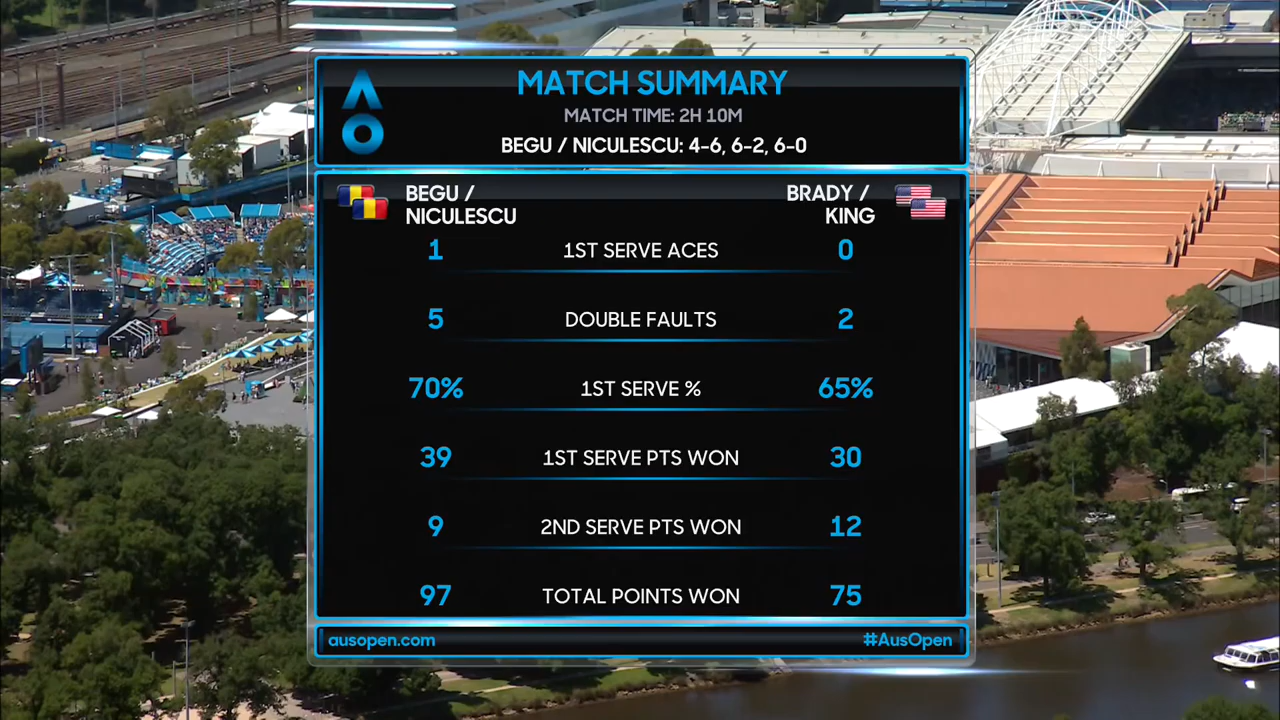 MATCH SUMMARY
MATCH TIME: 2H 10M
BEGU / NICULESCU: 4-6, 6-2, 6-0
AO
BEGU /
NICULESCU
BRADY /
KING
1 1ST SERVE ACES 0
5 DOUBLE FAULTS 2
70% 1ST SERVE % 65%
39 1ST SERVE PTS WON 30
9 2ND SERVE PTS WON 12
97 TOTAL POINTS WON 75
ausopen.com #AusOpen